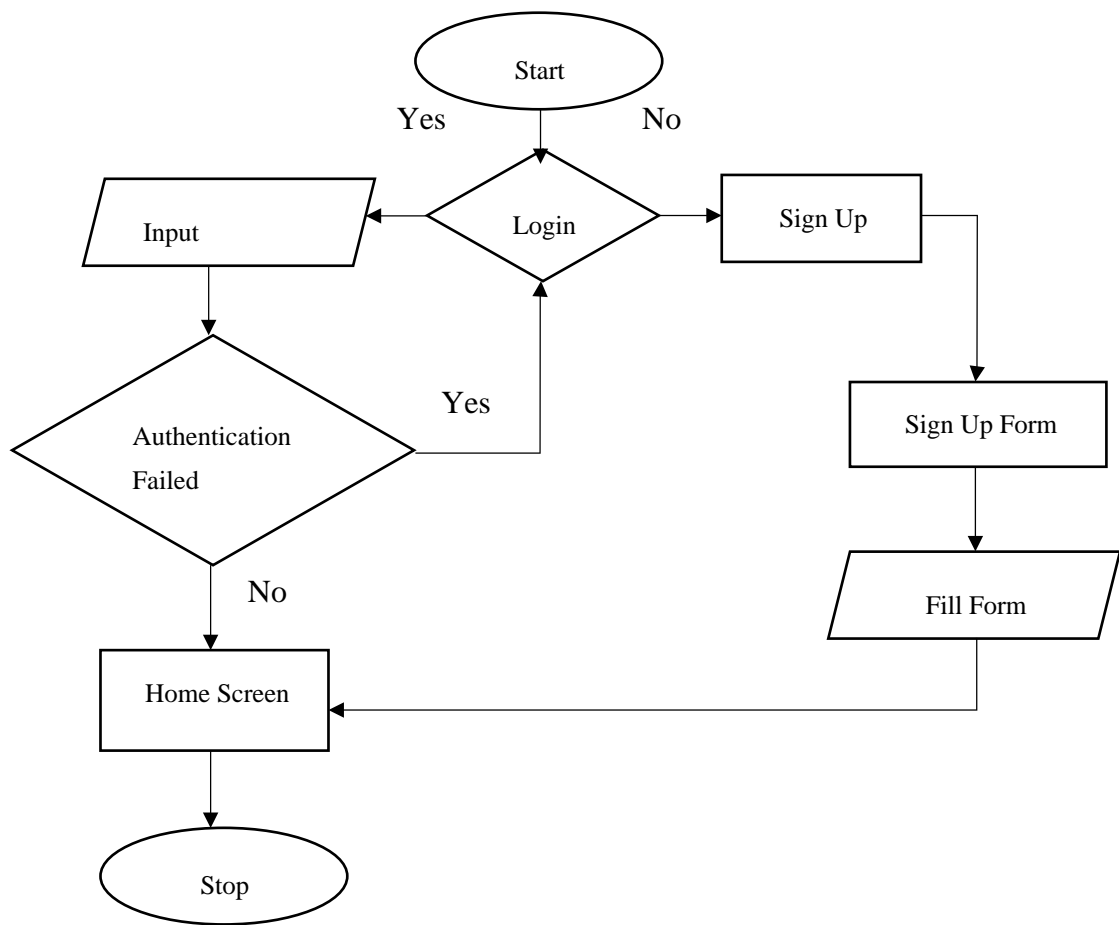 Start
Yes
No
Input
Login
Sign Up
Authentication
Failed
Yes
Sign Up Form
No
Fill Form
Home Screen
Stop